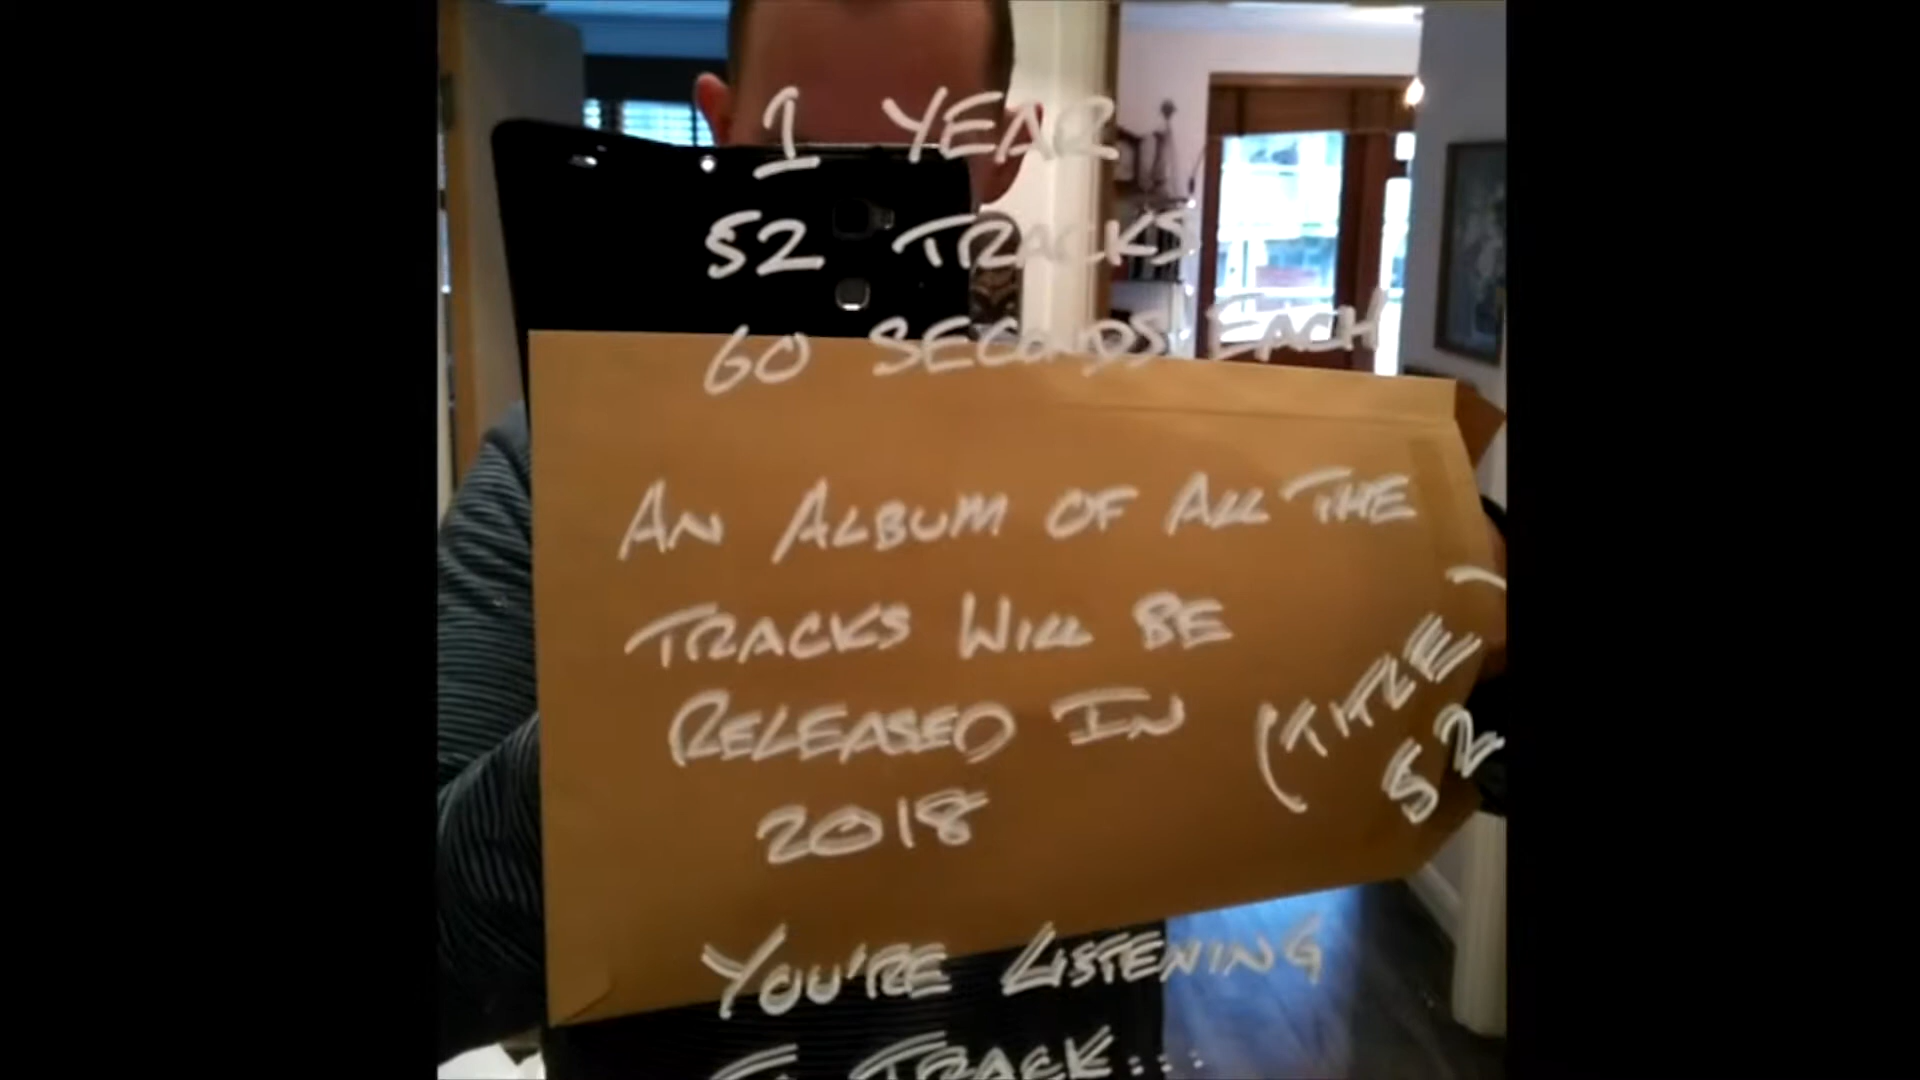 1 YEAR
52 TRACKS
60 SECONDS EACH
AN ALBUM OF ALL THE
TRACKS WILL BE
RELEASED IN
2018
(TITLE)
52
YOU'RE LISTENING
TRACK...